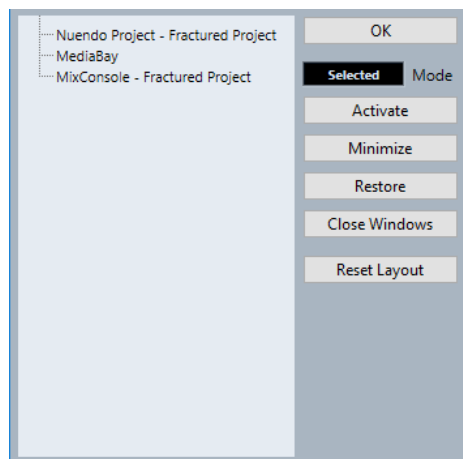 Nuendo Project - Fractured Project
MediaBay
MixConsole - Fractured Project
OK
Selected Mode
Activate
Minimize
Restore
Close Windows
Reset Layout